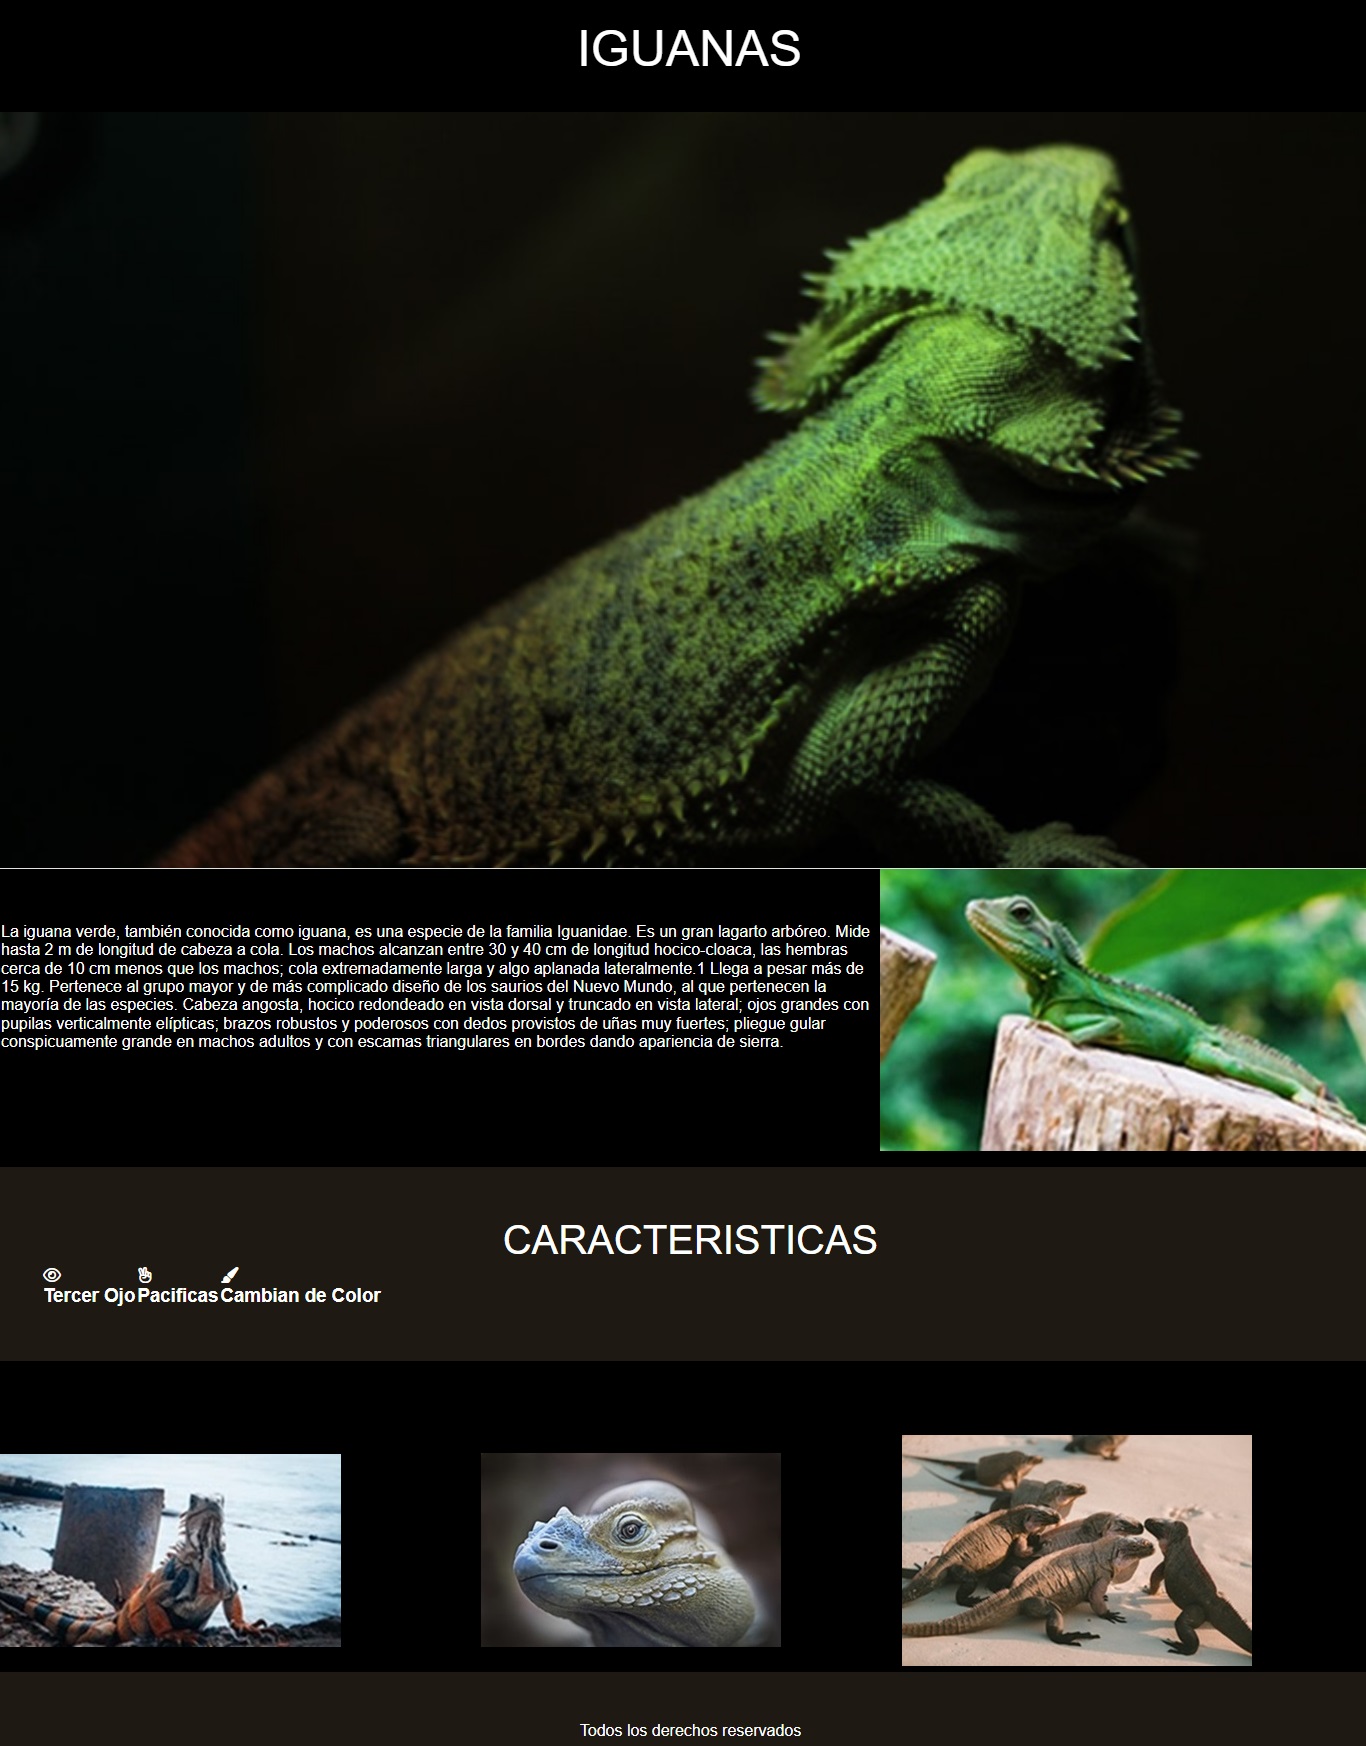 IGUANAS
La iguana verde, también conocida como iguana, es una especie de la familia Iguanidae. Es un gran lagarto arbóreo. Mide
hasta 2 m de longitud de cabeza a cola. Los machos alcanzan entre 30 y 40 cm de longitud hocico-cloaca, las hembras
cerca de 10 cm menos que los machos; cola extremadamente larga y algo aplanada lateralmente.1 Llega a pesar más de
15 kg. Pertenece al grupo mayor y de más complicado diseño de los saurios del Nuevo Mundo, al que pertenecen la
mayoría de las especies. Cabeza angosta, hocico redondeado en vista dorsal y truncado en vista lateral; ojos grandes con
pupilas verticalmente elípticas; brazos robustos y poderosos con dedos provistos de uñas muy fuertes; pliegue gular
conspicuamente grande en machos adultos y con escamas triangulares en bordes dando apariencia de sierra.
CARACTERISTICAS
Tercer Ojo Pacificas Cambian de Color
Todos los derechos reservados